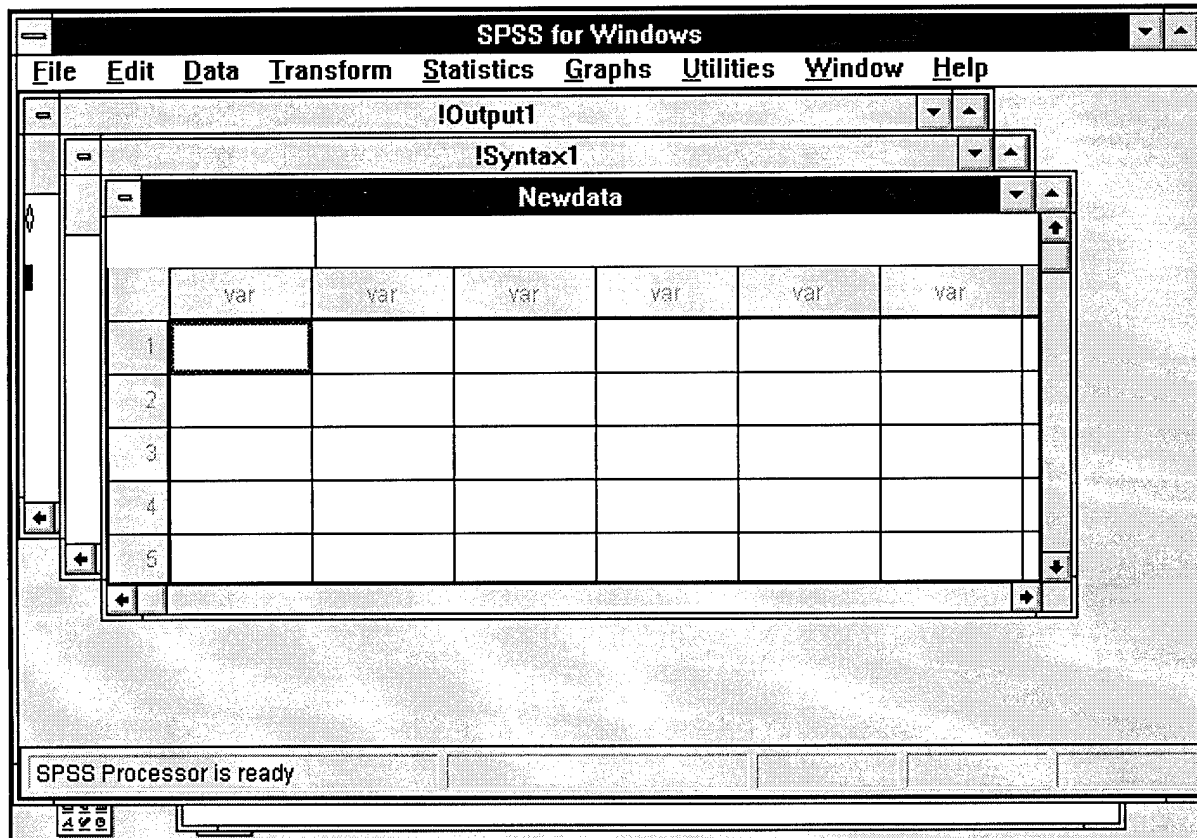 SPSS for Windows
File Edit Data Transform Statistics Graphs Utilities Window Help
!Output1
!Syntax1
Newdata
var var var var var var
1
2
3
4
5
SPSS Processor is ready